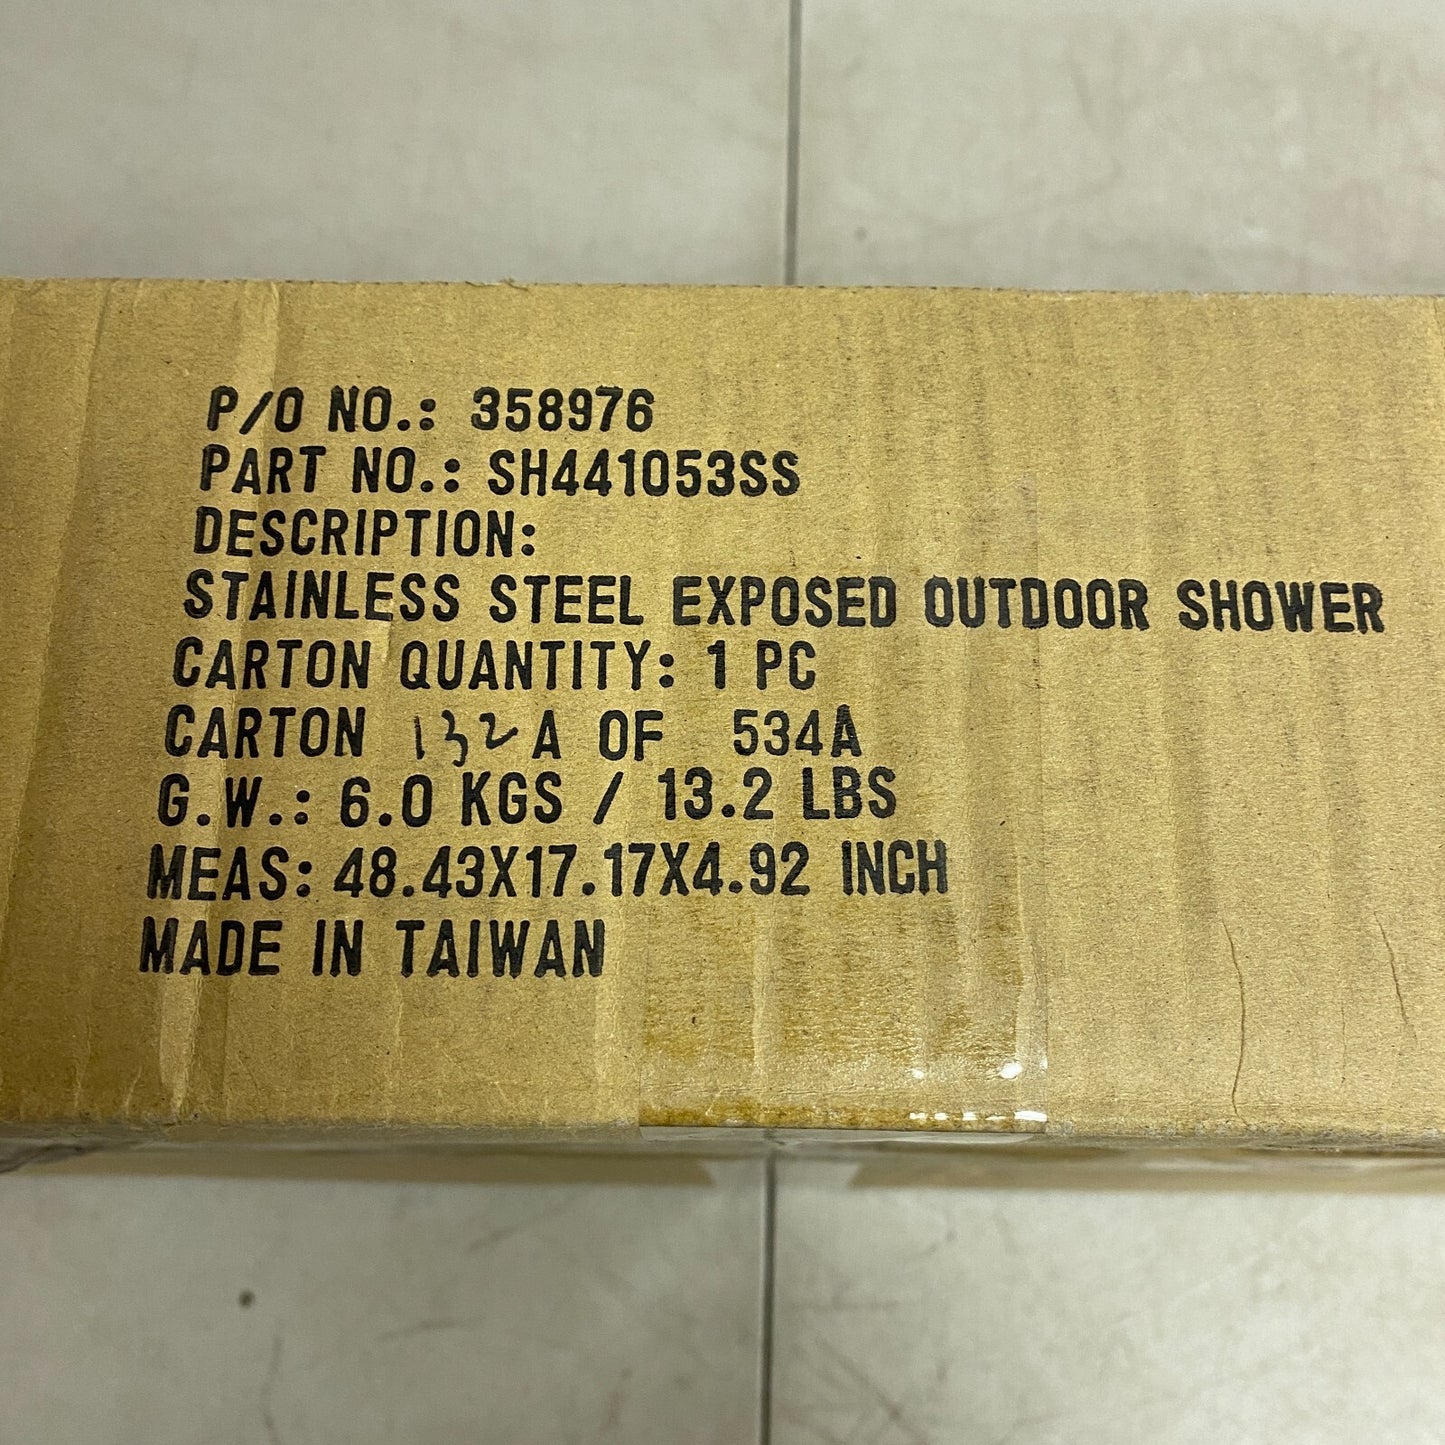 P/O NO.: 358976
PART NO.: SH441053SS
DESCRIPTION:
STAINLESS STEEL EXPOSED OUTDOOR SHOWER
CARTON QUANTITY: 1 PC
CARTON 132 A OF 534A
G.W.: 6.0 KGS / 13.2 LBS
MEAS: 48.43X17.17X4.92 INCH
MADE IN TAIWAN